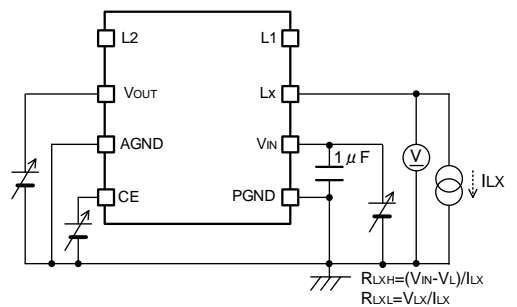 L2
L1
VOUT
Lx
AGND
VIN
1μF
CE
PGND
V
ILX
RLXH=(VIN-VL)/ILX
RLXL=VLX/ILX